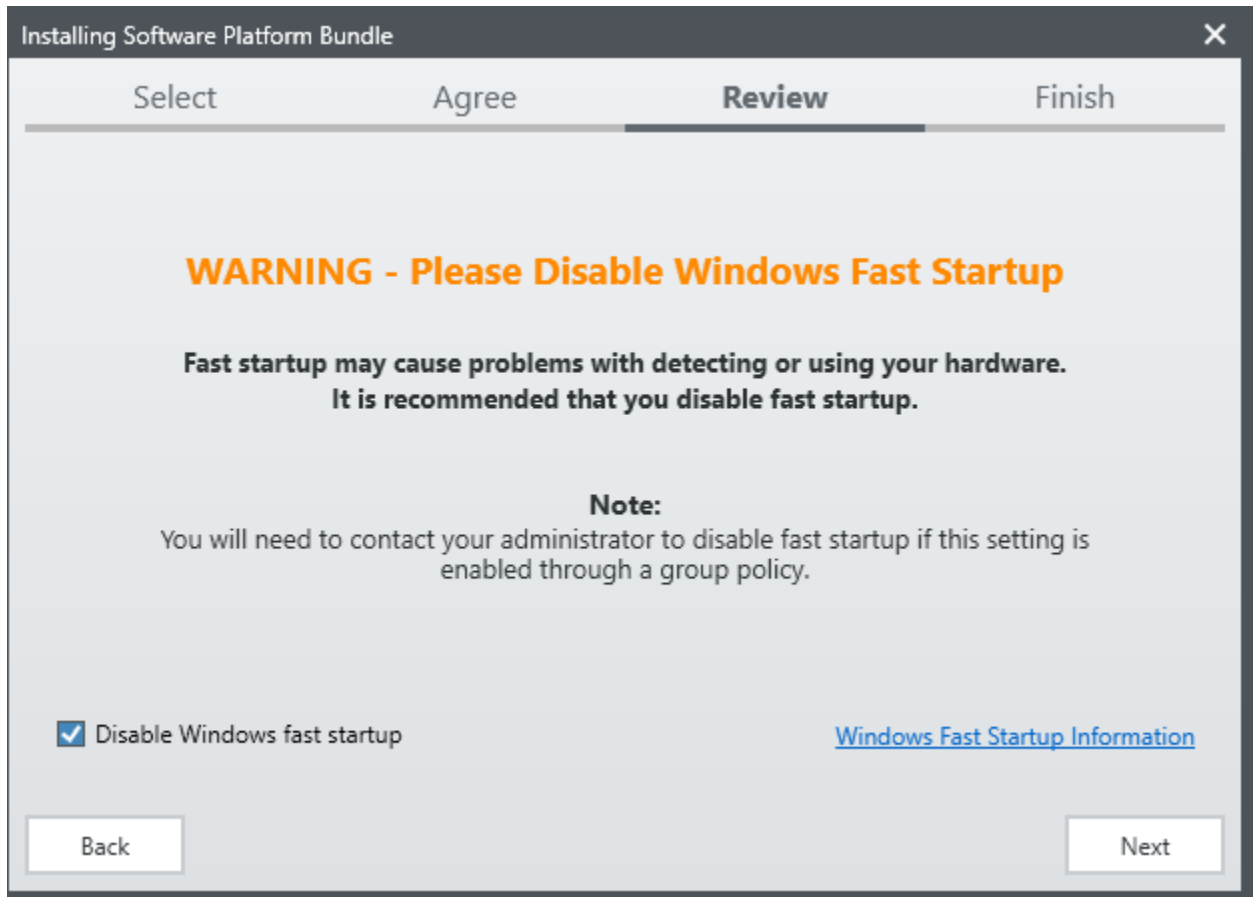 Installing Software Platform Bundle
Select Agree Review Finish
WARNING - Please Disable Windows Fast Startup
Fast startup may cause problems with detecting or using your hardware.
It is recommended that you disable fast startup.
Note:
You will need to contact your administrator to disable fast startup if this setting is
enabled through a group policy.
Disable Windows fast startup Windows Fast Startup Information
Back Next